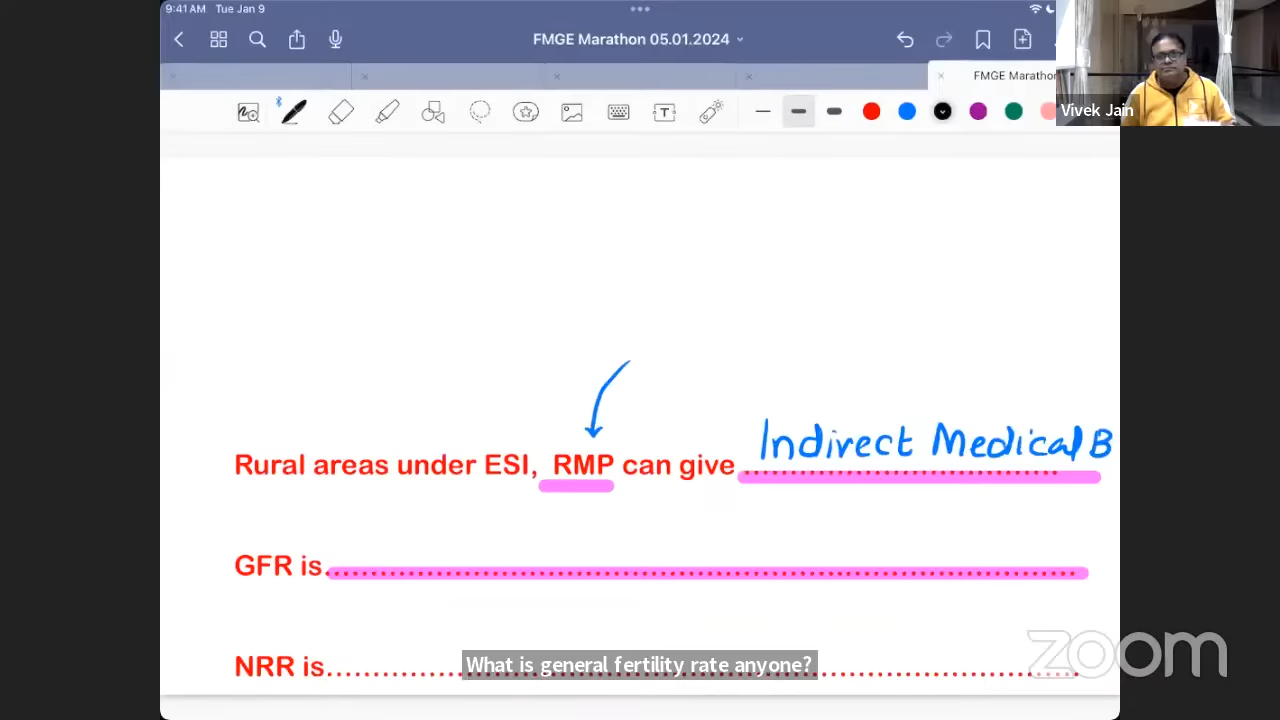 9:41 AM Tue Jan 9
FMGE Marathon 05.01.2024
FMGE Marathon
T
Vivek Jain
Indirect Medical B
Rural areas under ESI, RMP can give ................................
GFR is...........................................................................
NRR is...........................................................................
What is general fertility rate anyone?
zoom